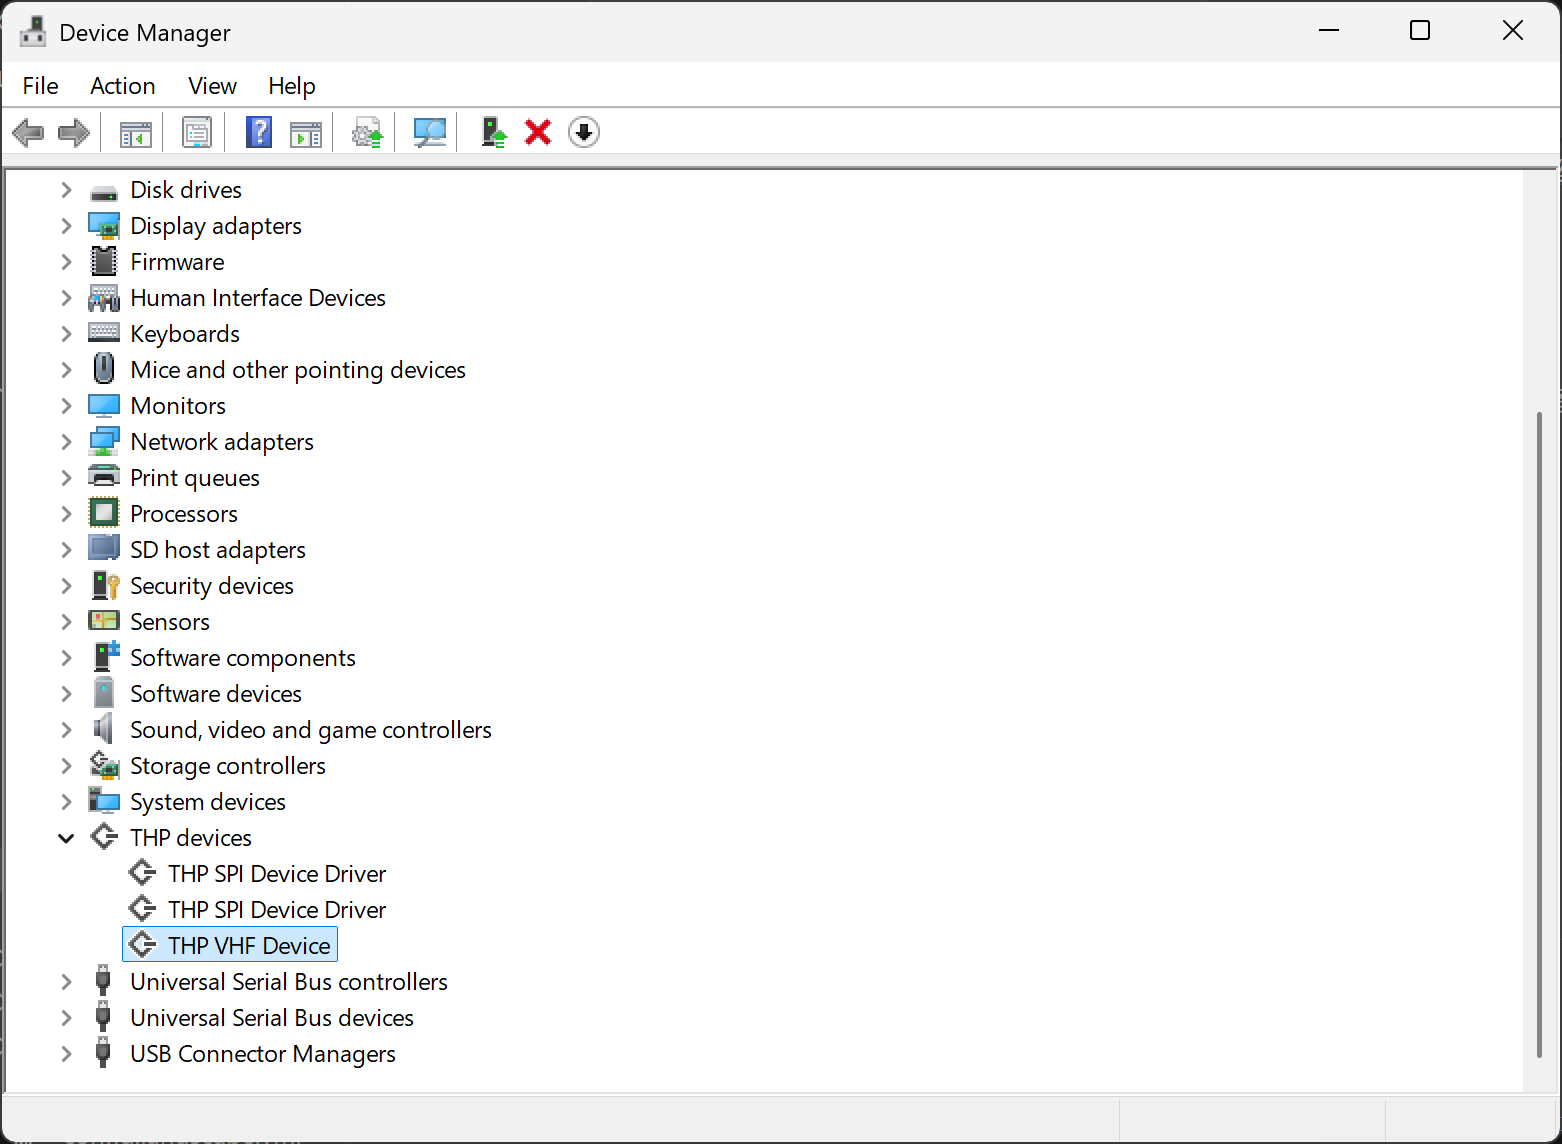 Device Manager
File Action View Help
Disk drives
Display adapters
Firmware
Human Interface Devices
Keyboards
Mice and other pointing devices
Monitors
Network adapters
Print queues
Processors
SD host adapters
Security devices
Sensors
Software components
Software devices
Sound, video and game controllers
Storage controllers
System devices
THP devices
THP SPI Device Driver
THP SPI Device Driver
THP VHF Device
Universal Serial Bus controllers
Universal Serial Bus devices
USB Connector Managers